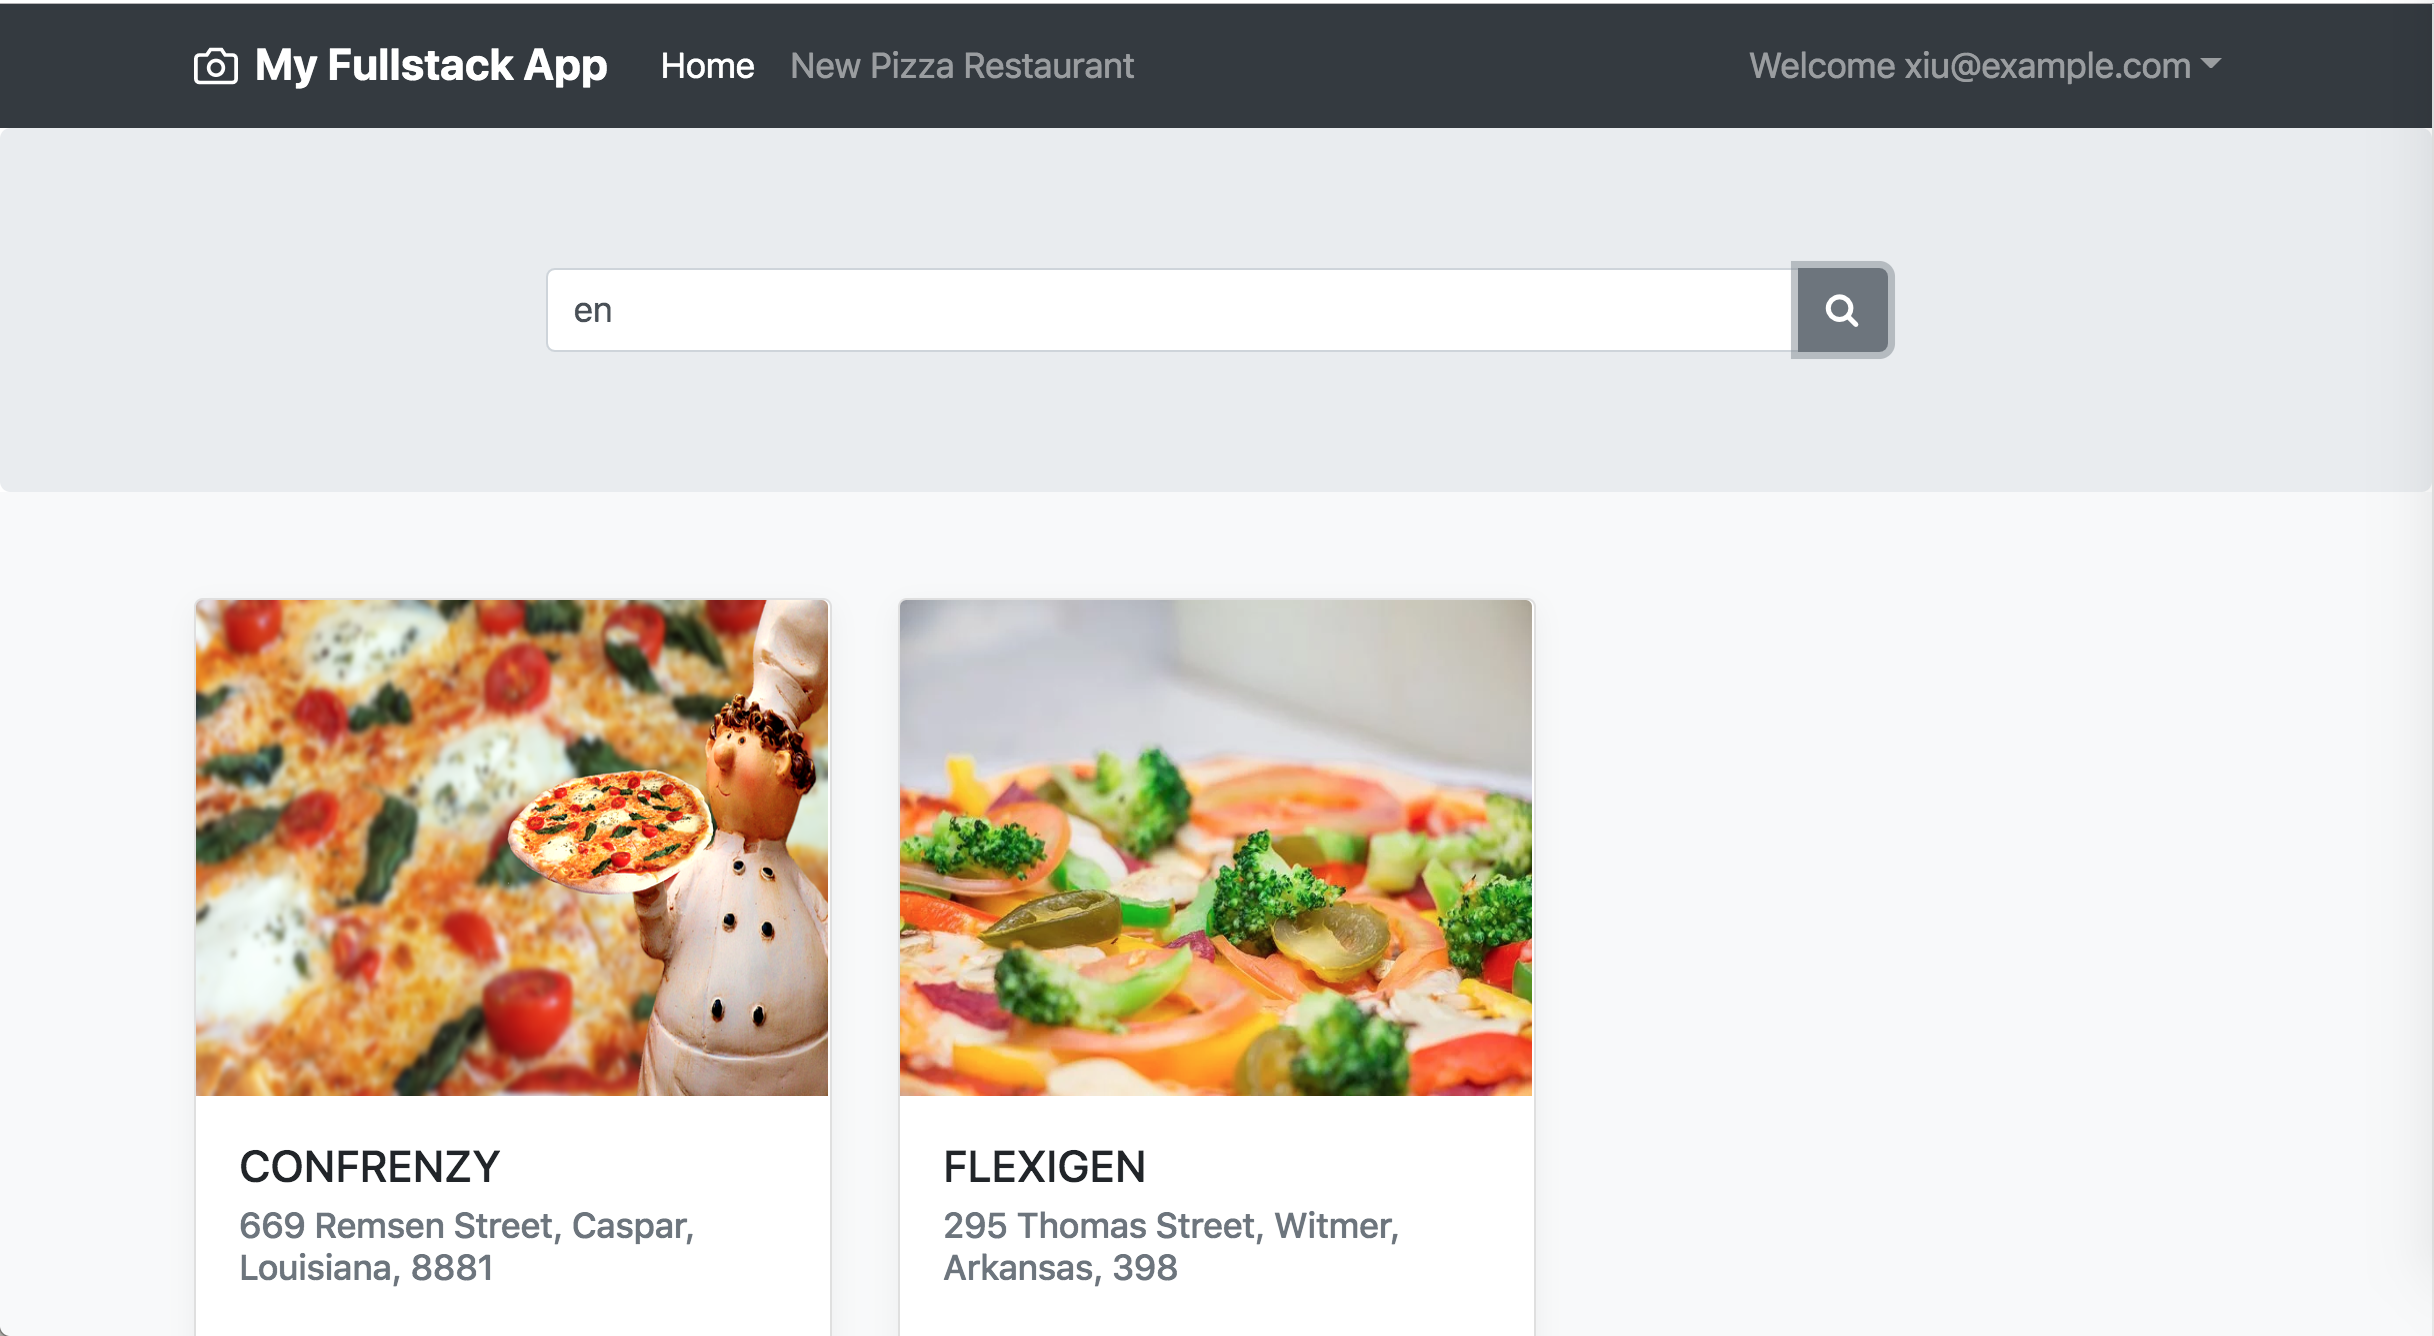 My Fullstack App Home New Pizza Restaurant Welcome xiu@example.com
en
CONFRENZY
669 Remsen Street, Caspar,
Louisiana, 8881
FLEXIGEN
295 Thomas Street, Witmer,
Arkansas, 398